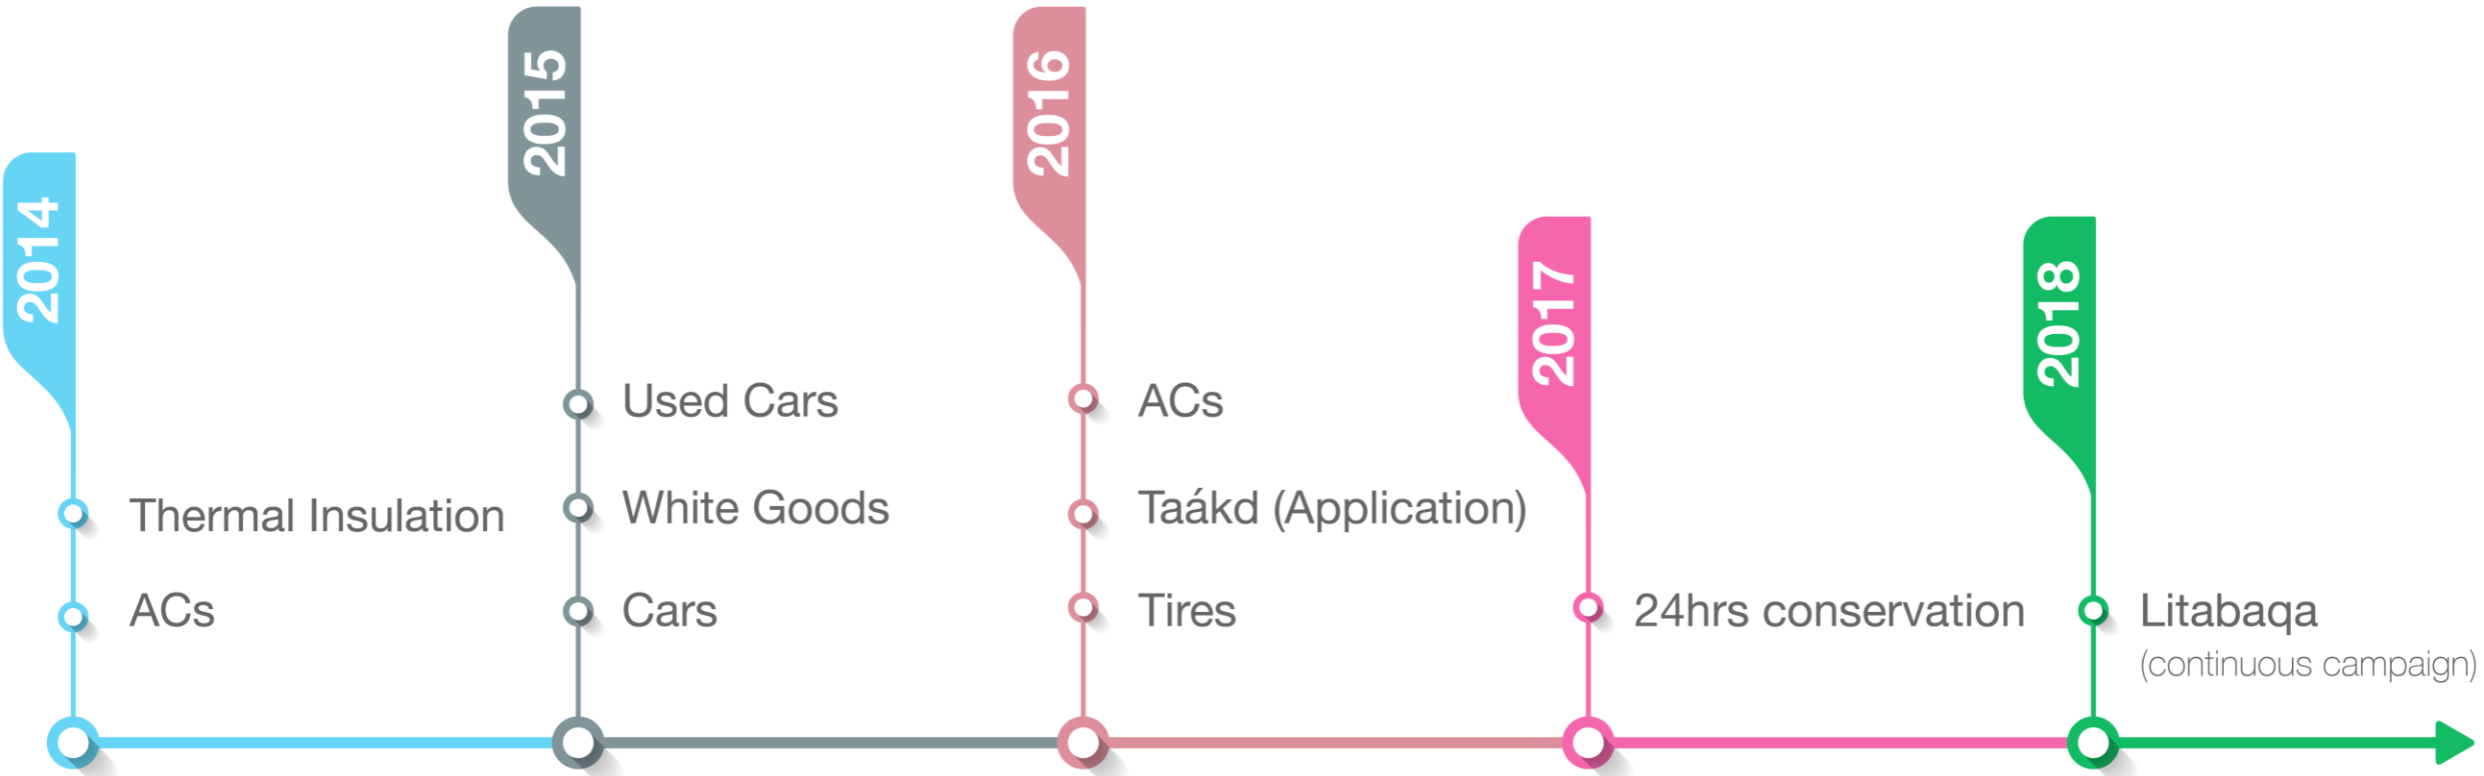 2014
Thermal Insulation
ACs
2015
Used Cars
White Goods
Cars
2016
ACs
Taákd (Application)
Tires
2017
24hrs conservation
2018
Litabaqa
(continuous campaign)